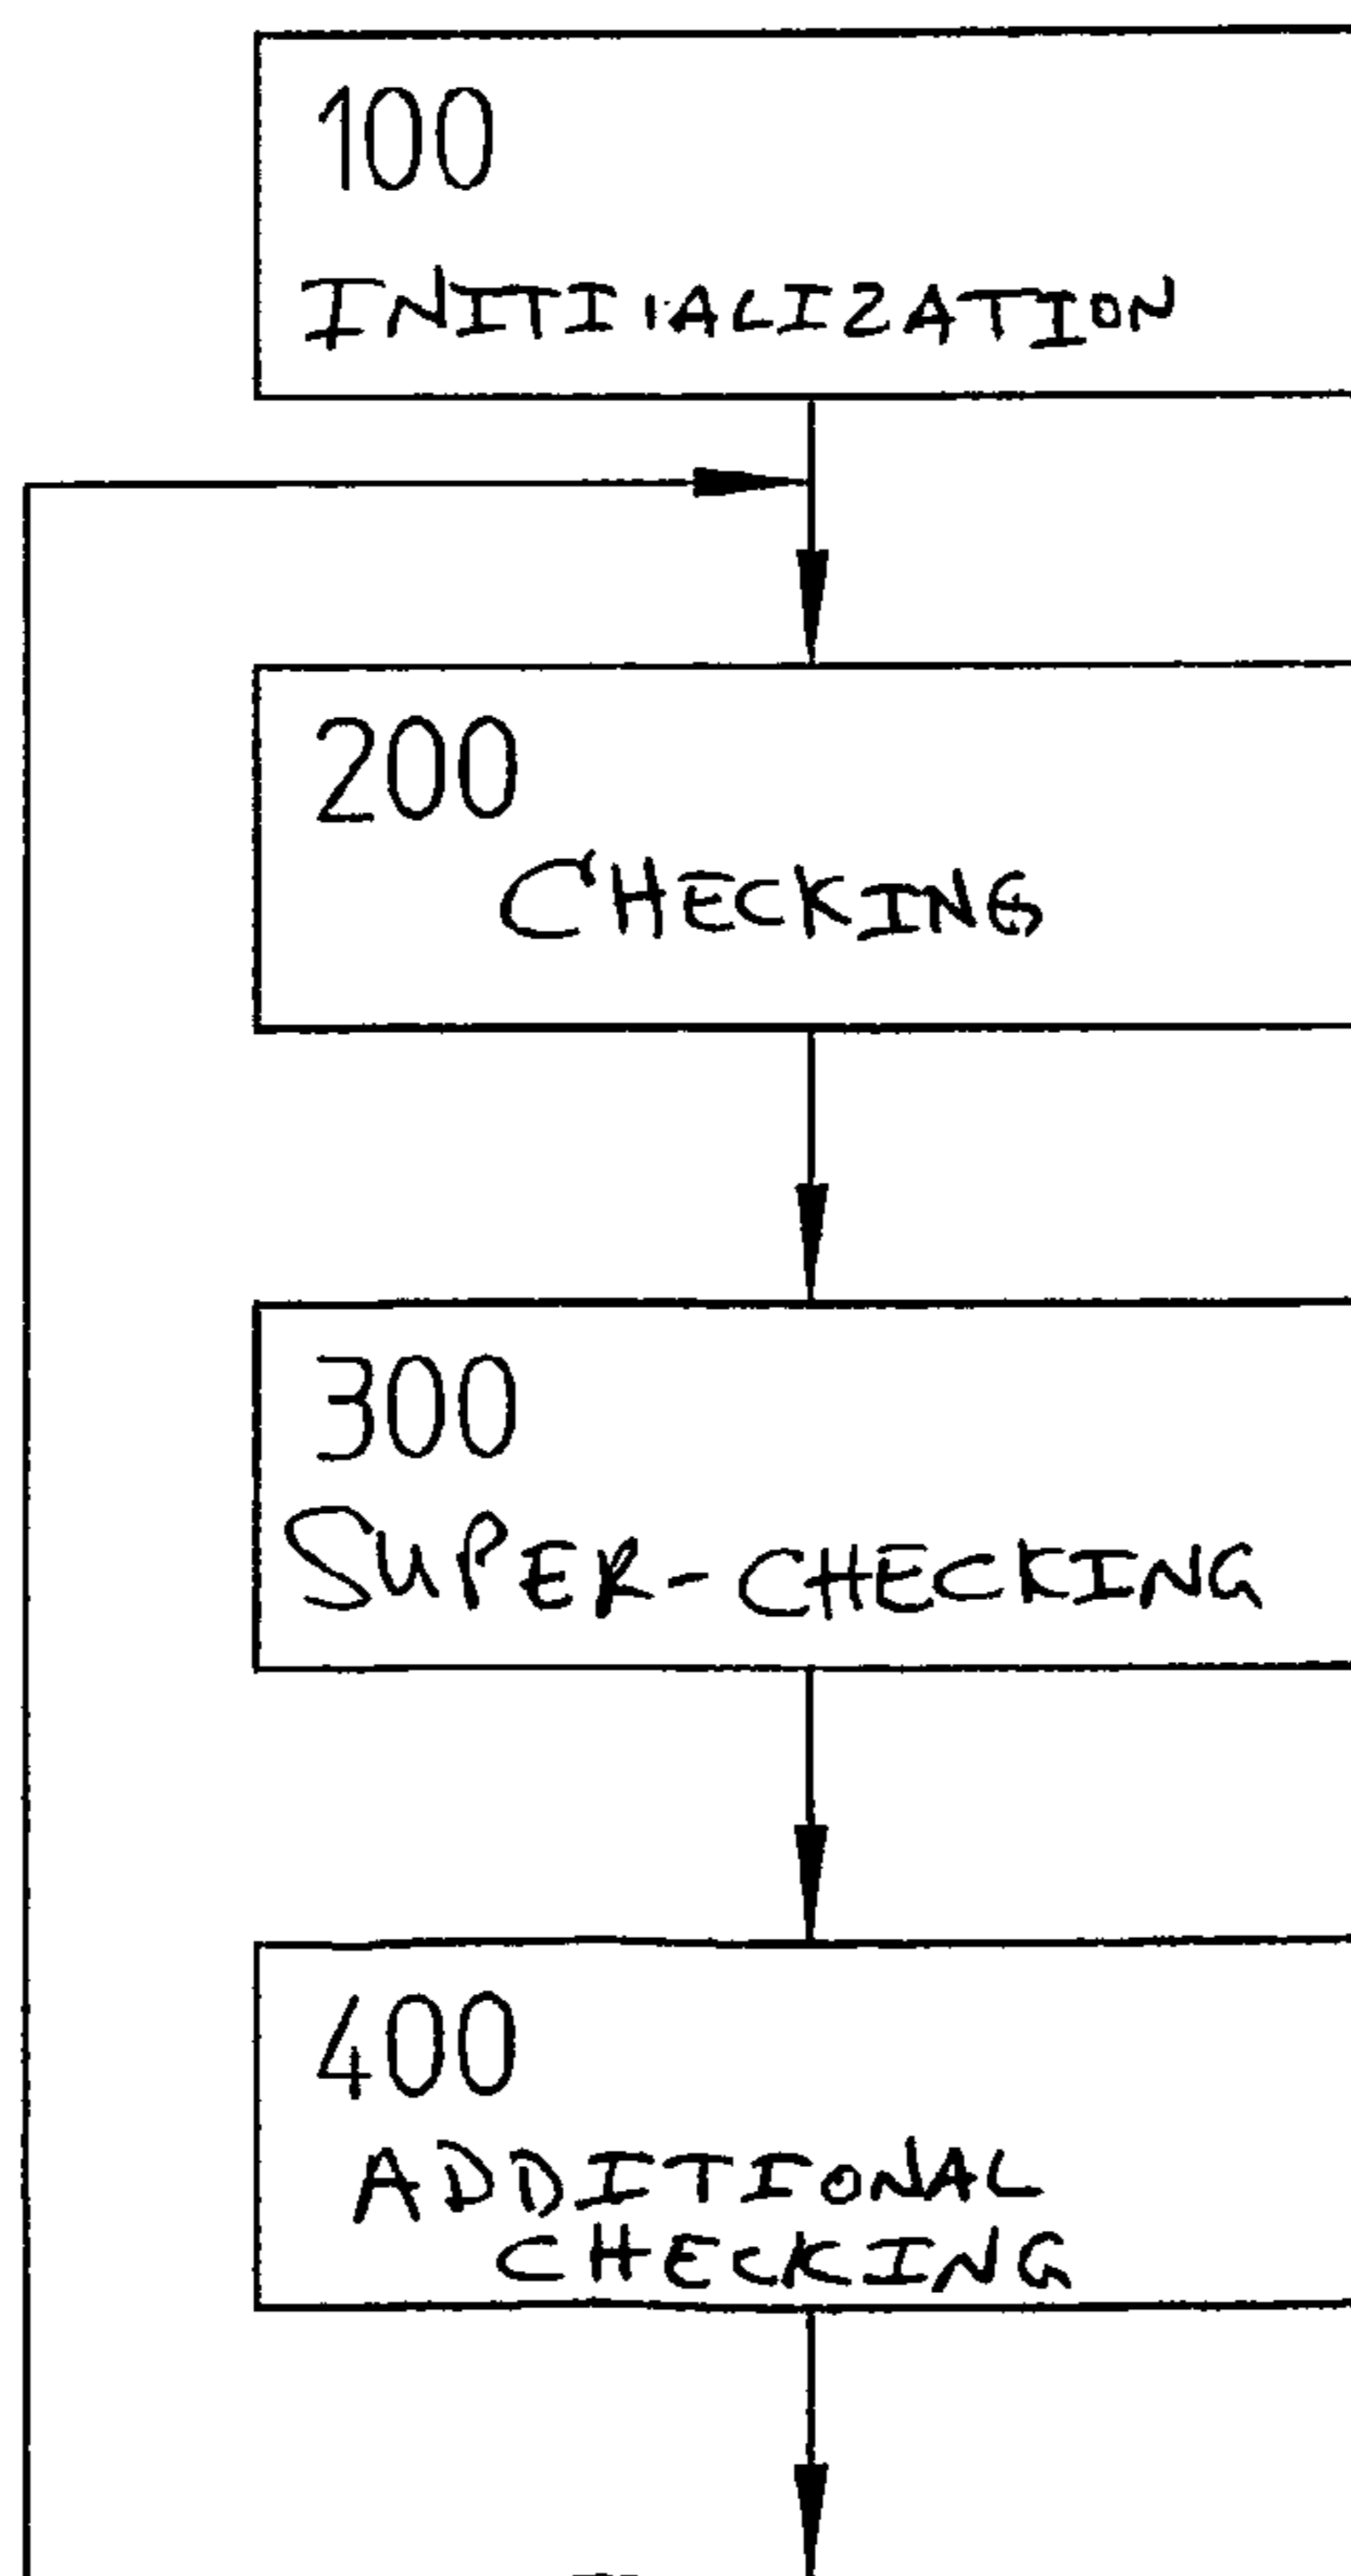 100
INITIALIZATION
200
CHECKING
300
SUPER-CHECKING
400
ADDITIONAL
CHECKING